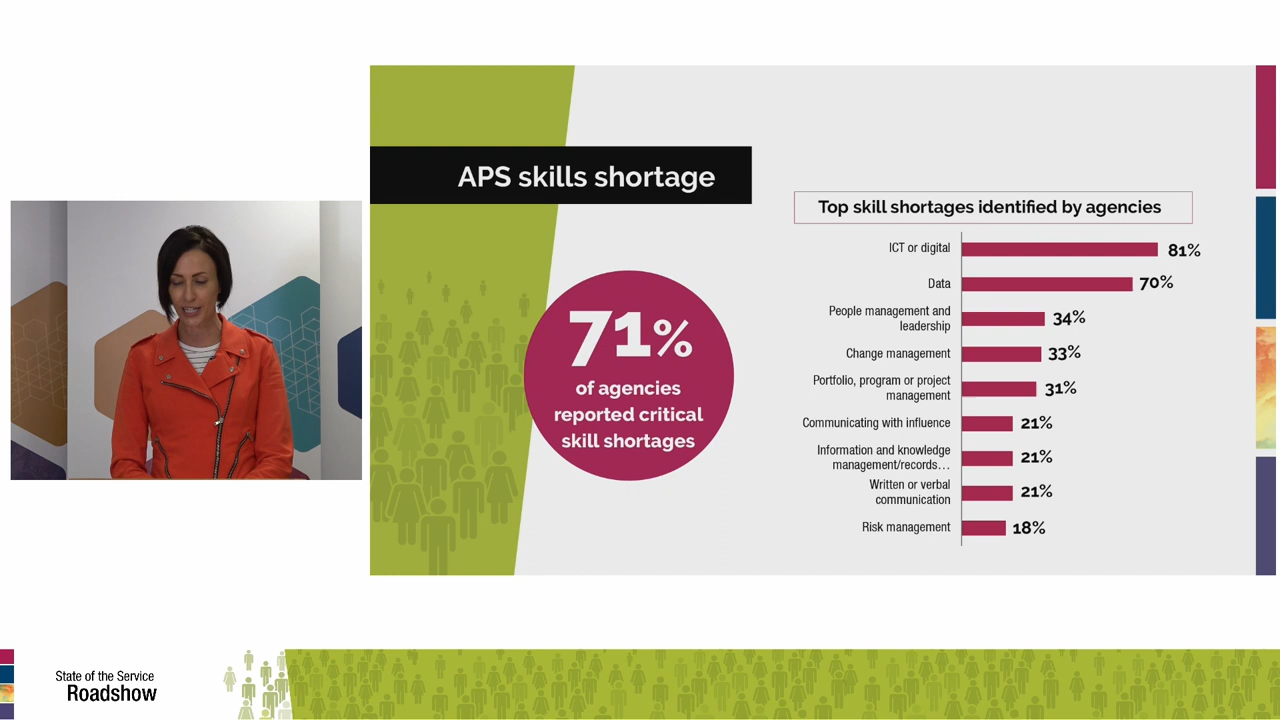 APS skills shortage
71%
of agencies
reported critical
skill shortages
Top skill shortages identified by agencies
ICT or digital 81%
Data 70%
People management and
leadership 34%
Change management 33%
Portfolio, program or project
management 31%
Communicating with influence 21%
Information and knowledge
management/records… 21%
Written or verbal
communication 21%
Risk management 18%
State of the Service
Roadshow